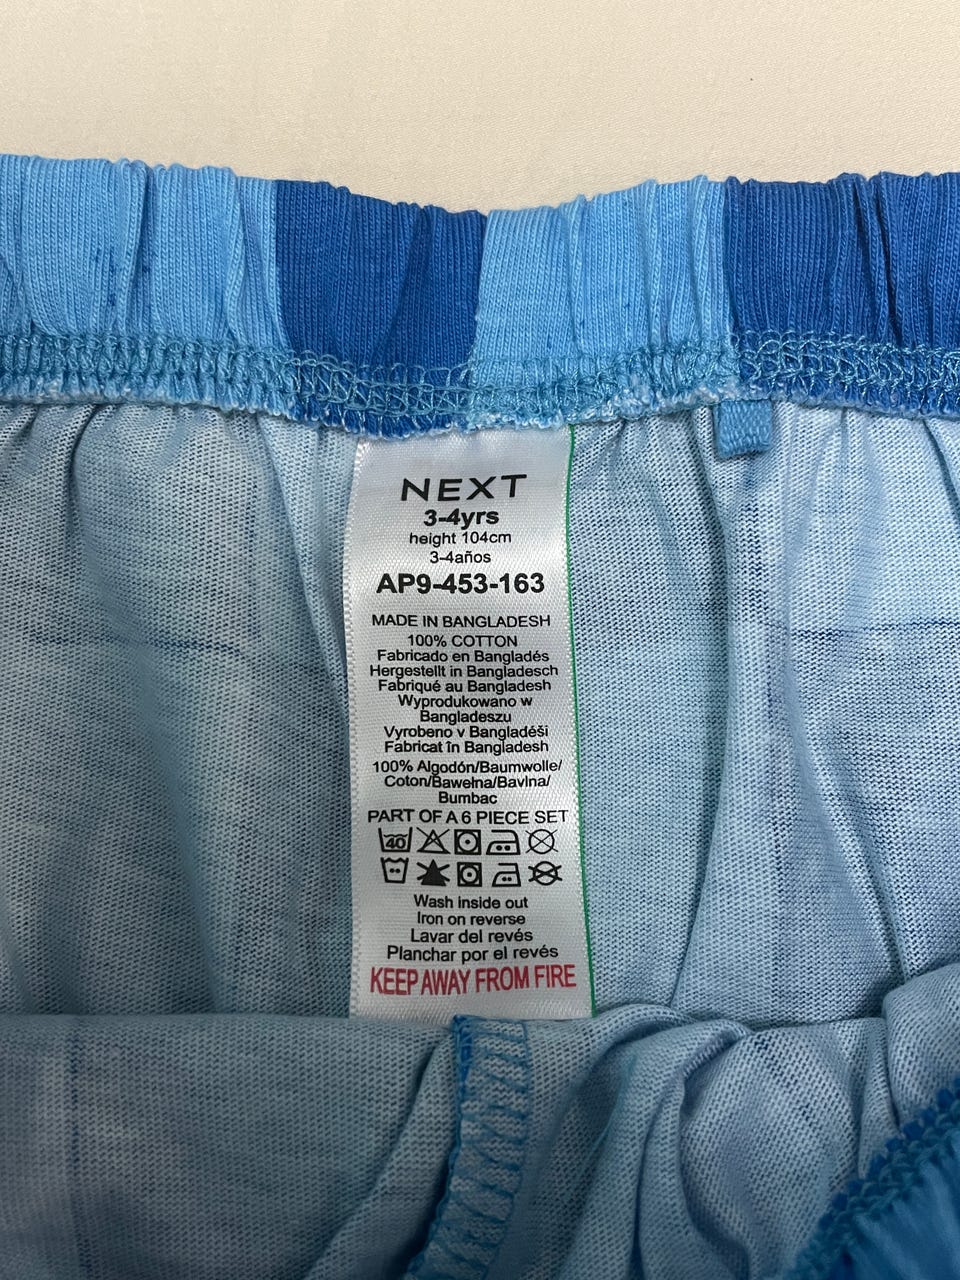 NEXT
3-4yrs
height 104cm
3-4años
AP9-453-163
MADE IN BANGLADESH
100% COTTON
Fabricado en Bangladés
Hergestellt in Bangladesch
Fabriqué au Bangladesh
Wyprodukowano w
Bangladeszu
Vyrobeno v Bangladéši
Fabricat în Bangladesh
100% Algodón/Baumwolle/
Coton/Bawełna/Bavlna/
Bumbac
PART OF A 6 PIECE SET
40
Wash inside out
Iron on reverse
Lavar del revés
Planchar por el revés
KEEP AWAY FROM FIRE